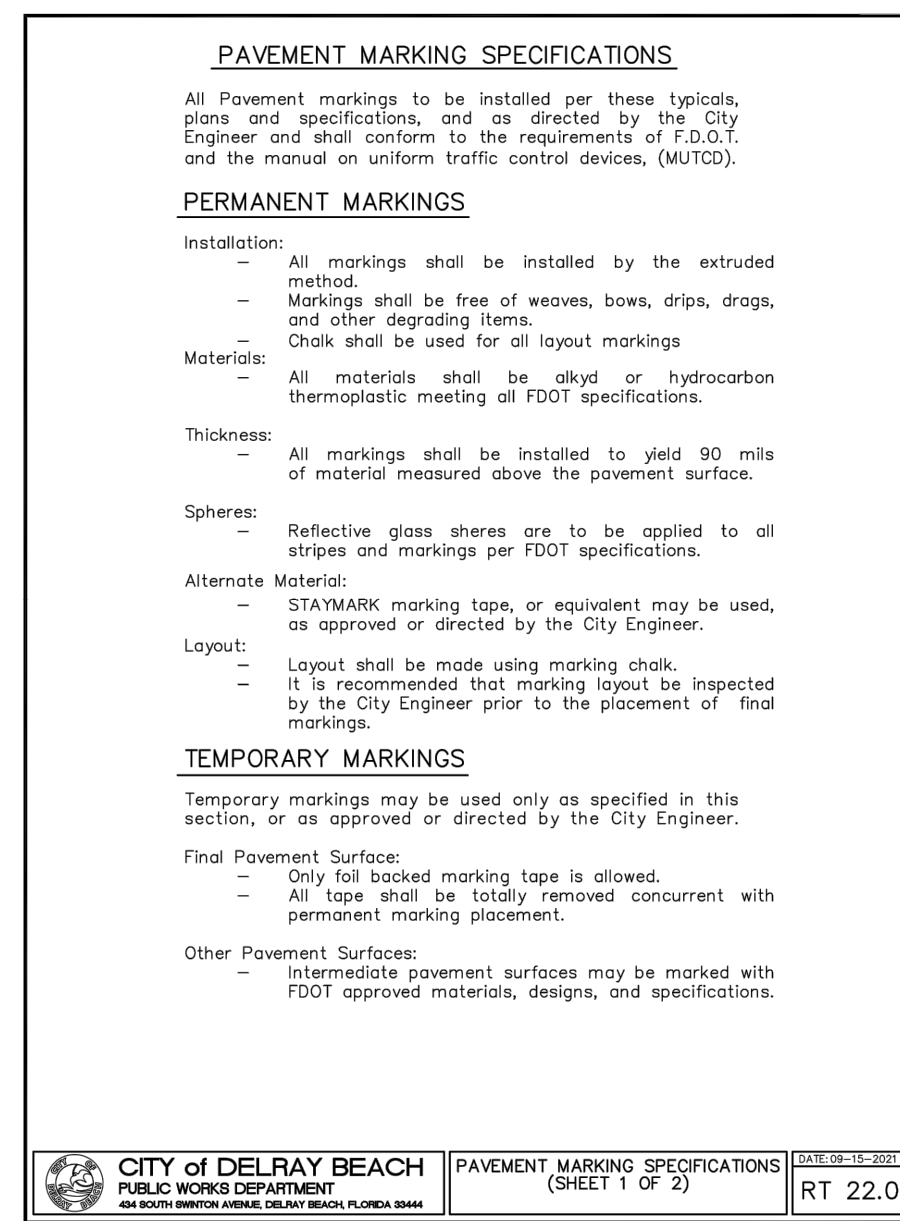 PAVEMENT MARKING SPECIFICATIONS
All Pavement markings to be installed per these typicals,
plans and specifications, and as directed by the City
Engineer and shall conform to the requirements of F.D.O.T.
and the manual on uniform traffic control devices, (MUTCD).
PERMANENT MARKINGS
Installation:
– All markings shall be installed by the extruded
method.
– Markings shall be free of weaves, bows, drips, drags,
and other degrading items.
– Chalk shall be used for all layout markings
Materials:
– All materials shall be alkyd or hydrocarbon
thermoplastic meeting all FDOT specifications.
Thickness:
– All markings shall be installed to yield 90 mils
of material measured above the pavement surface.
Spheres:
– Reflective glass sheres are to be applied to all
stripes and markings per FDOT specifications.
Alternate Material:
– STAYMARK marking tape, or equivalent may be used,
as approved or directed by the City Engineer.
Layout:
– Layout shall be made using marking chalk.
– It is recommended that marking layout be inspected
by the City Engineer prior to the placement of final
markings.
TEMPORARY MARKINGS
Temporary markings may be used only as specified in this
section, or as approved or directed by the City Engineer.
Final Pavement Surface:
– Only foil backed marking tape is allowed.
– All tape shall be totally removed concurrent with
permanent marking placement.
Other Pavement Surfaces:
– Intermediate pavement surfaces may be marked with
FDOT approved materials, designs, and specifications.
CITY OF
DELRAY BEACH
CITY of DELRAY BEACH
PUBLIC WORKS DEPARTMENT
434 SOUTH SWINTON AVENUE, DELRAY BEACH, FLORIDA 33444
PAVEMENT MARKING SPECIFICATIONS
(SHEET 1 OF 2)
DATE: 09-15-2021
RT 22.0